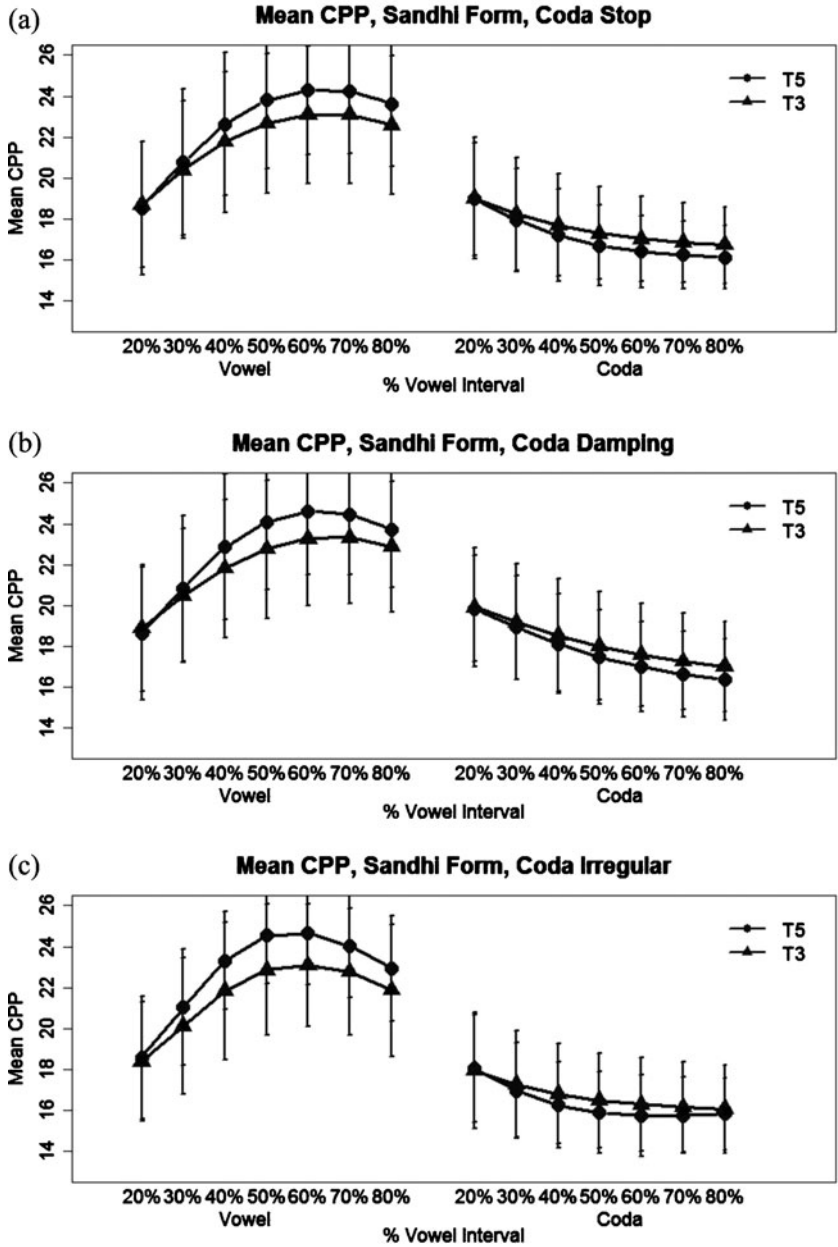 (a)
Mean CPP, Sandhi Form, Coda Stop
26
24
22
20
18
16
14
Mean CPP
T5
T3
20% 30% 40% 50% 60% 70% 80% 20% 30% 40% 50% 60% 70% 80%
Vowel Coda
% Vowel Interval
(b)
Mean CPP, Sandhi Form, Coda Damping
26
24
22
20
18
16
14
Mean CPP
T5
T3
20% 30% 40% 50% 60% 70% 80% 20% 30% 40% 50% 60% 70% 80%
Vowel Coda
% Vowel Interval
(c)
Mean CPP, Sandhi Form, Coda Irregular
26
24
22
20
18
16
14
Mean CPP
T5
T3
20% 30% 40% 50% 60% 70% 80% 20% 30% 40% 50% 60% 70% 80%
Vowel Coda
% Vowel Interval